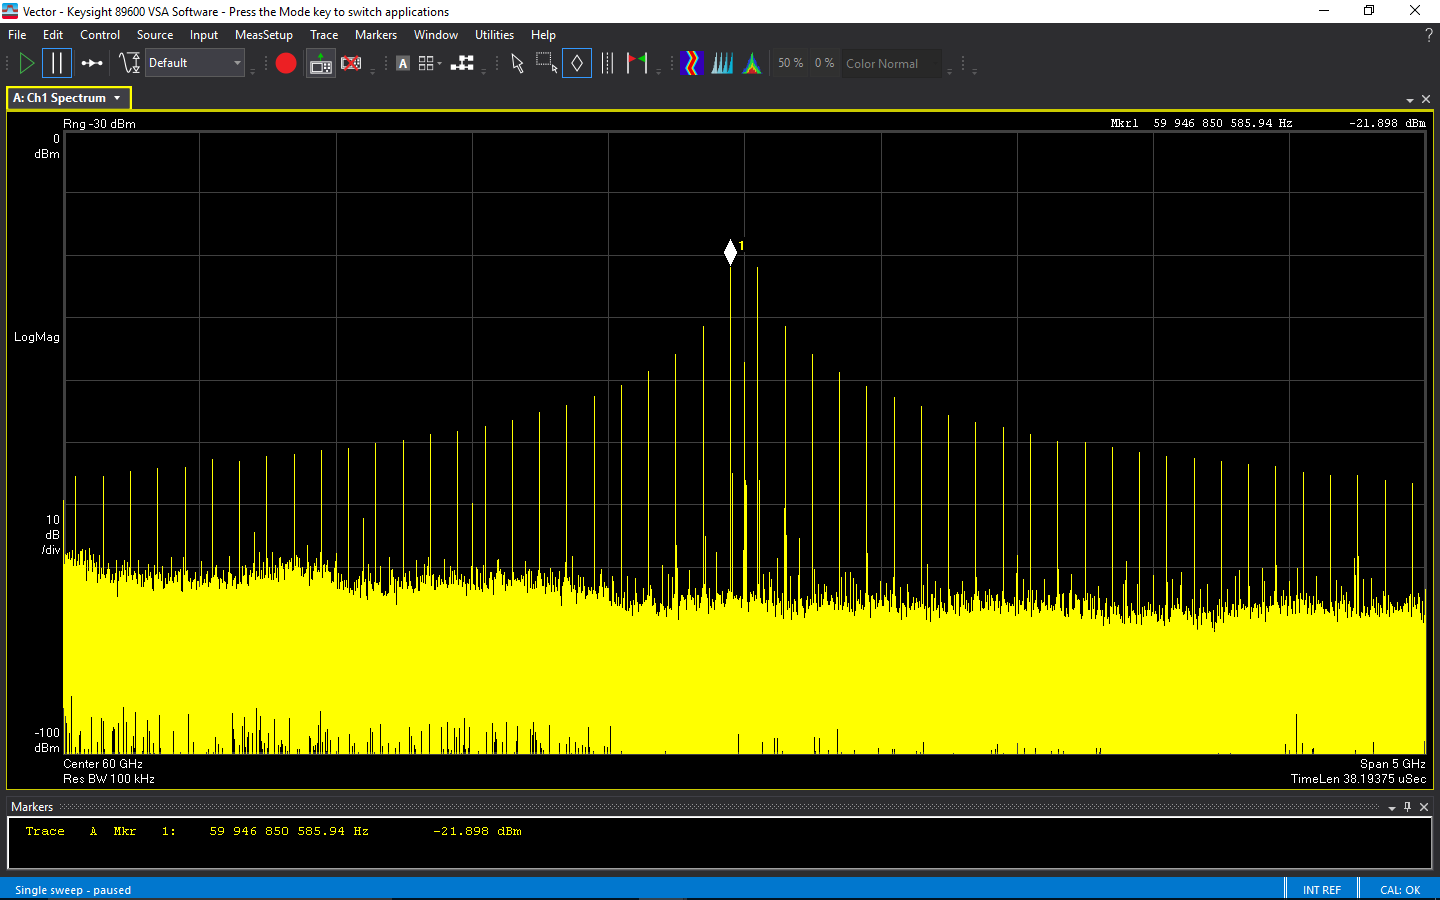 Vector - Keysight 89600 VSA Software - Press the Mode key to switch applications
File Edit Control Source Input MeasSetup Trace Markers Window Utilities Help ?
Default A 50 % 0 % Color Normal
A: Ch1 Spectrum
Rng -30 dBm Mkr1 59 946 850 585.94 Hz -21.898 dBm
0
dBm
1
LogMag
10
dB
/div
-100
dBm
Center 60 GHz Span 5 GHz
Res BW 100 kHz TimeLen 38.19375 uSec
Markers
Trace A Mkr 1: 59 946 850 585.94 Hz -21.898 dBm
Single sweep - paused INT REF CAL: OK